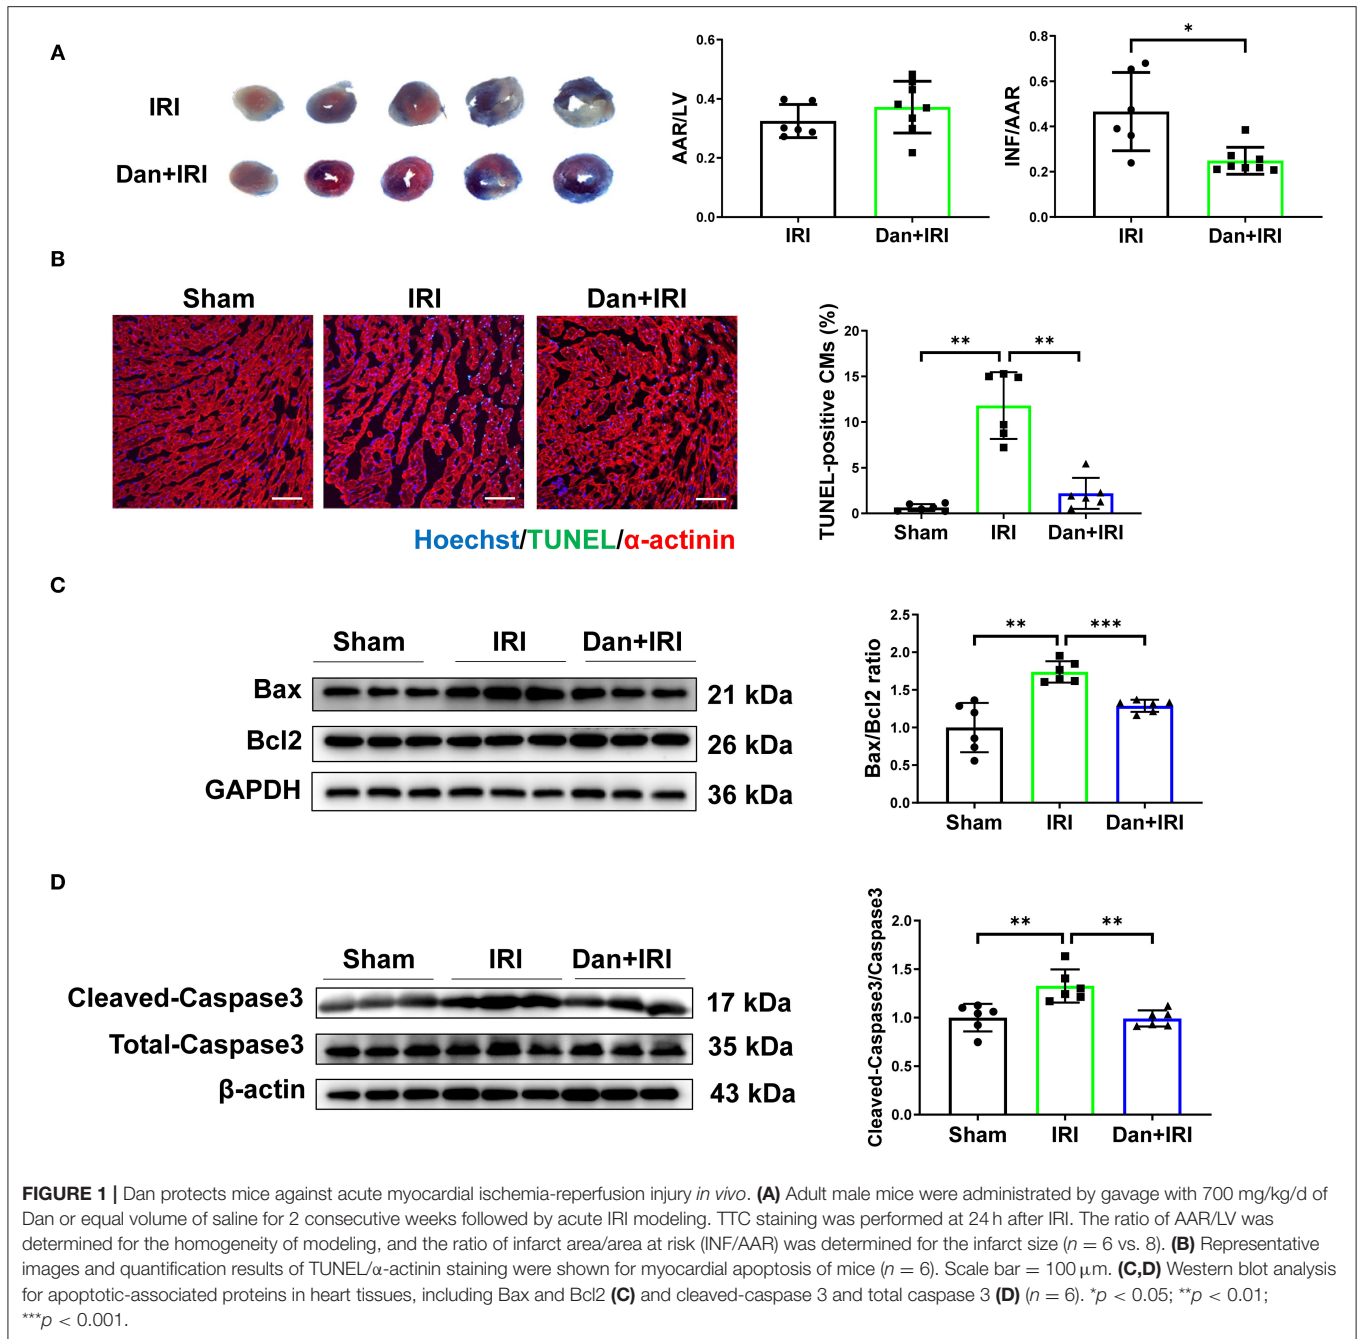 A
IRI
Dan+IRI
AAR/LV
0.6
0.4
0.2
0.0
IRI
Dan+IRI
INF/AAR
0.8
0.6
0.4
0.2
0.0
*
IRI
Dan+IRI
B
Sham
IRI
Dan+IRI
Hoechst/TUNEL/α-actinin
TUNEL-positive CMs (%)
20
15
10
5
0
**
**
Sham
IRI
Dan+IRI
C
Sham
IRI
Dan+IRI
Bax
21 kDa
Bcl2
26 kDa
GAPDH
36 kDa
Bax/Bcl2 ratio
2.5
2.0
1.5
1.0
0.5
0.0
**
***
Sham
IRI
Dan+IRI
D
Sham
IRI
Dan+IRI
Cleaved-Caspase3
17 kDa
Total-Caspase3
35 kDa
β-actin
43 kDa
Cleaved-Caspase3/Caspase3
2.0
1.5
1.0
0.5
0.0
**
**
Sham
IRI
Dan+IRI
FIGURE 1 | Dan protects mice against acute myocardial ischemia-reperfusion injury in vivo. (A) Adult male mice were administrated by gavage with 700 mg/kg/d of
Dan or equal volume of saline for 2 consecutive weeks followed by acute IRI modeling. TTC staining was performed at 24 h after IRI. The ratio of AAR/LV was
determined for the homogeneity of modeling, and the ratio of infarct area/area at risk (INF/AAR) was determined for the infarct size (n = 6 vs. 8). (B) Representative
images and quantification results of TUNEL/α-actinin staining were shown for myocardial apoptosis of mice (n = 6). Scale bar = 100 μm. (C,D) Western blot analysis
for apoptotic-associated proteins in heart tissues, including Bax and Bcl2 (C) and cleaved-caspase 3 and total caspase 3 (D) (n = 6). *p < 0.05; **p < 0.01;
***p < 0.001.